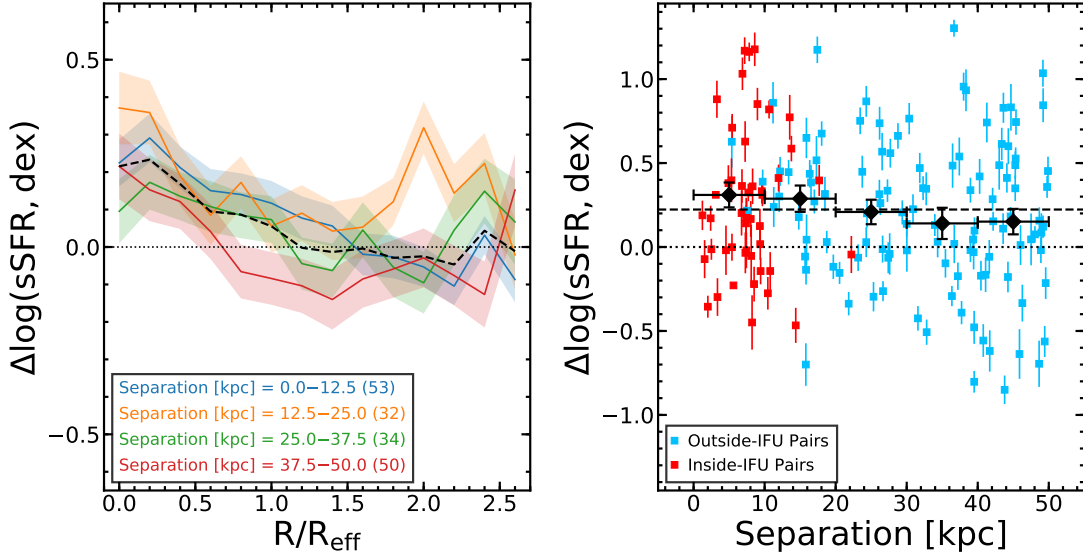 0.5
0.0
−0.5
Δlog(sSFR, dex)
0.0
0.5
1.0
1.5
2.0
2.5
R/R_eff
Separation [kpc] = 0.0−12.5 (53)
Separation [kpc] = 12.5−25.0 (32)
Separation [kpc] = 25.0−37.5 (34)
Separation [kpc] = 37.5−50.0 (50)
1.0
0.5
0.0
−0.5
−1.0
Δlog(sSFR, dex)
0
10
20
30
40
50
Separation [kpc]
Outside-IFU Pairs
Inside-IFU Pairs